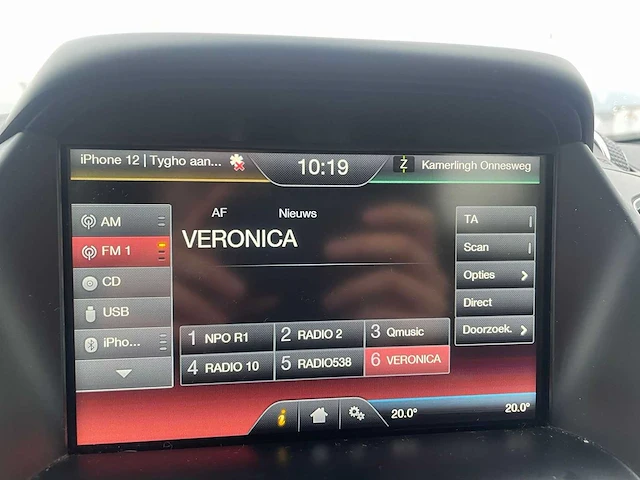 iPhone 12 | Tygho aan...
10:19
Z
Kamerlingh Onnesweg
AM
FM 1
CD
USB
iPho...
AF
Nieuws
VERONICA
1 NPO R1
2 RADIO 2
3 Qmusic
4 RADIO 10
5 RADIO538
6 VERONICA
TA
Scan
Opties
Direct
Doorzoek.
i
20.0°
20.0°